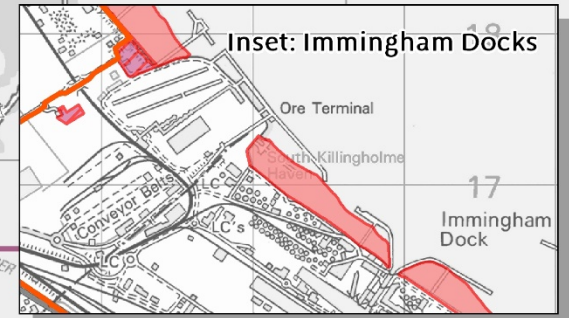 Inset: Immingham Docks
18
Ore Terminal
South Killingholme
Haven
LC
17
Conveyor Belts
LC's
Immingham
Dock
LC